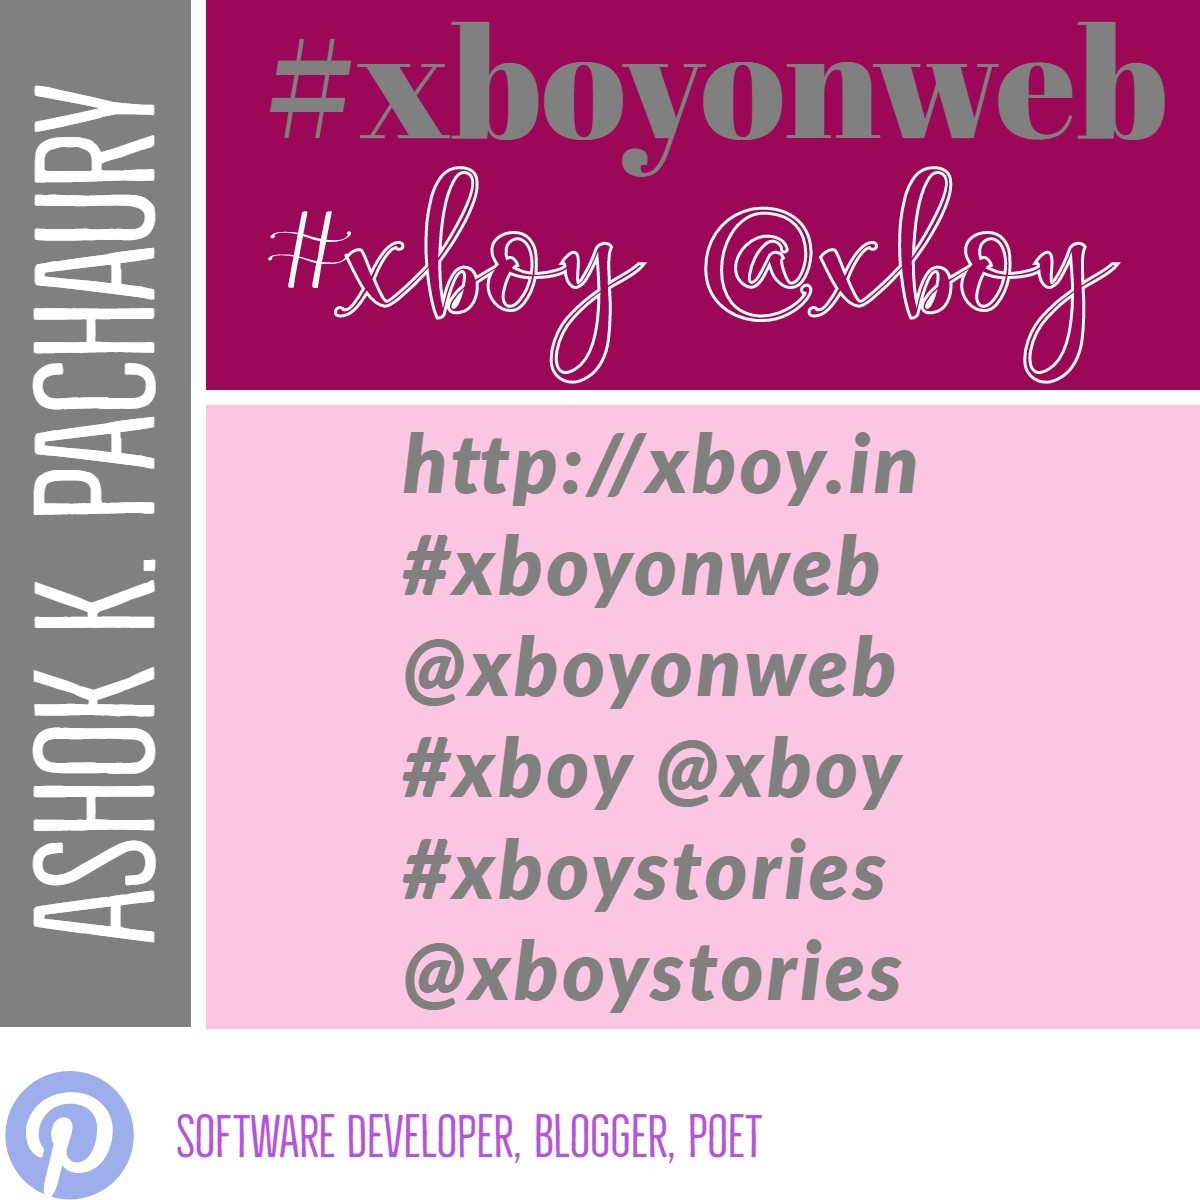 ASHOK K. PACHAURY
#xboyonweb
#xboy @xboy
http://xboy.in
#xboyonweb
@xboyonweb
#xboy @xboy
#xboystories
@xboystories
SOFTWARE DEVELOPER, BLOGGER, POET